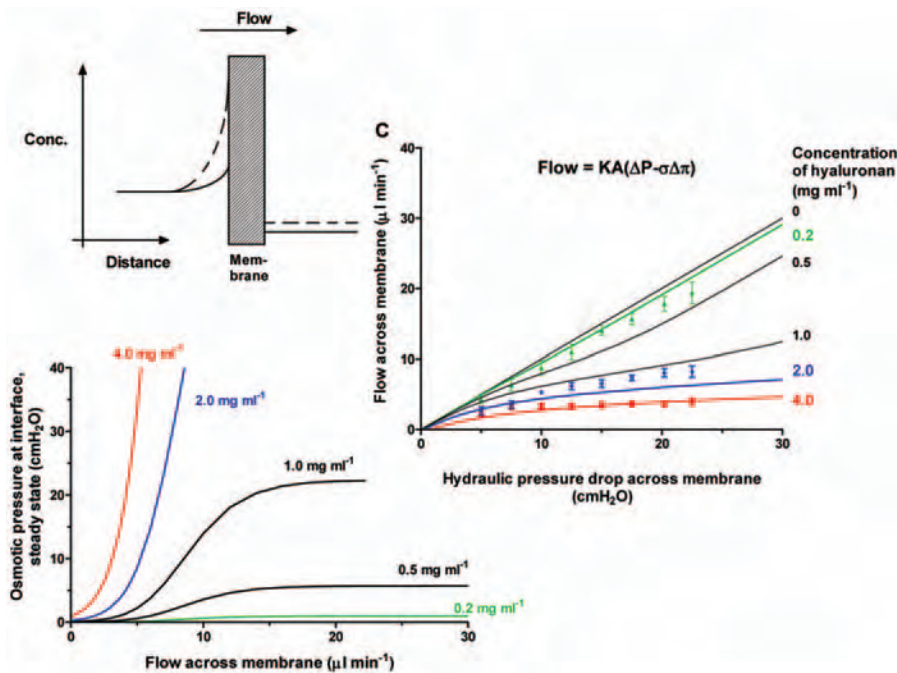 Flow
Conc.
Distance
Mem-
brane
C
Flow = KA(ΔP-σΔπ)
Concentration
of hyaluronan
(mg ml⁻¹)
Flow across membrane (μl min⁻¹)
40
30
20
10
0
0
10
20
30
0
0.2
0.5
1.0
2.0
4.0
Hydraulic pressure drop across membrane
(cmH₂O)
Osmotic pressure at interface,
steady state (cmH₂O)
40
30
20
10
0
0
10
20
30
4.0 mg ml⁻¹
2.0 mg ml⁻¹
1.0 mg ml⁻¹
0.5 mg ml⁻¹
0.2 mg ml⁻¹
Flow across membrane (μl min⁻¹)